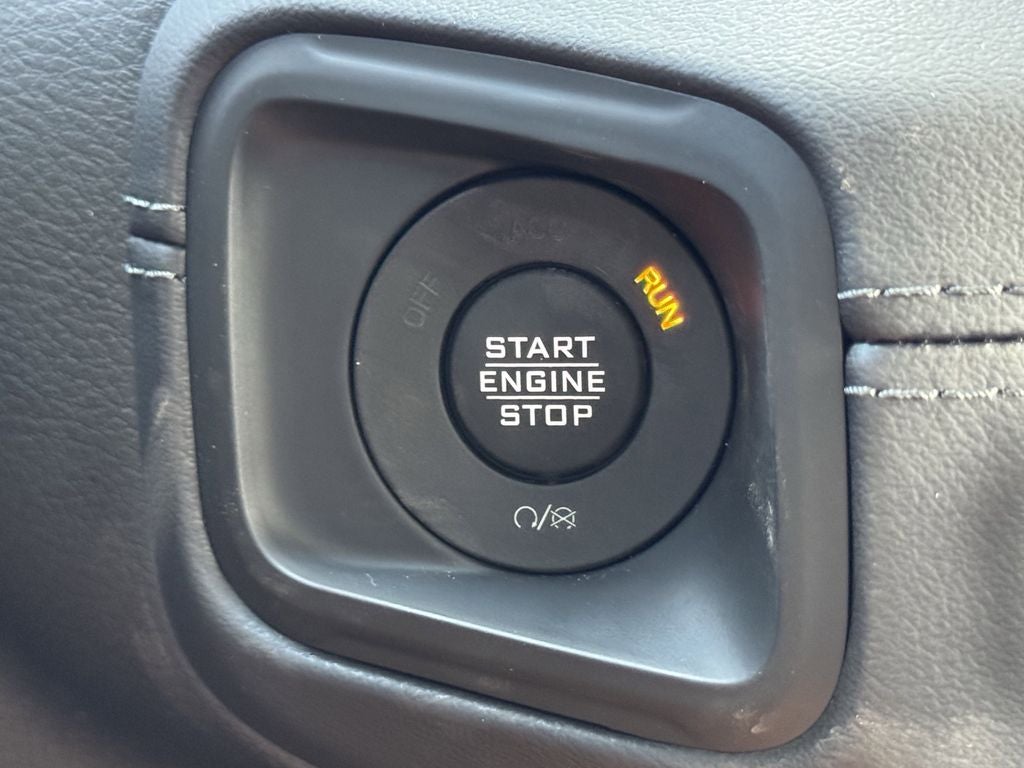 ACC
OFF
RUN
START
ENGINE
STOP